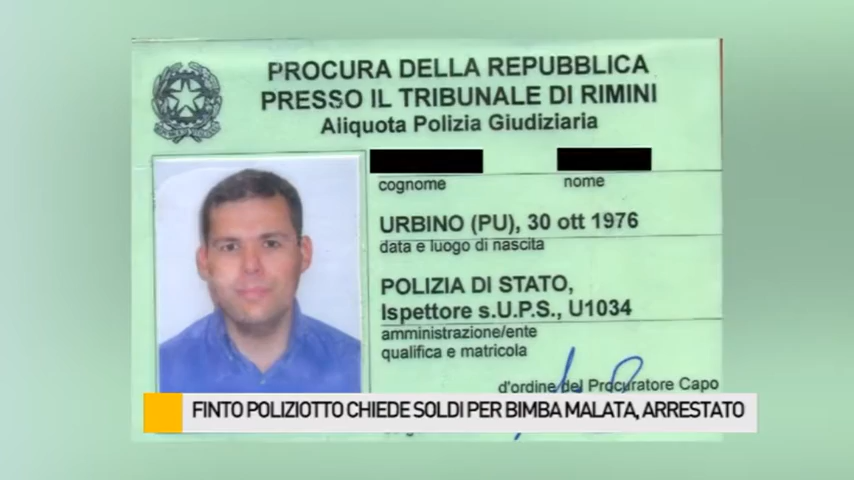 PROCURA DELLA REPUBBLICA
PRESSO IL TRIBUNALE DI RIMINI
Aliquota Polizia Giudiziaria
cognome nome
URBINO (PU), 30 ott 1976
data e luogo di nascita
POLIZIA DI STATO,
Ispettore s.U.P.S., U1034
amministrazione/ente
qualifica e matricola
d'ordine del Procuratore Capo
FINTO POLIZIOTTO CHIEDE SOLDI PER BIMBA MALATA, ARRESTATO